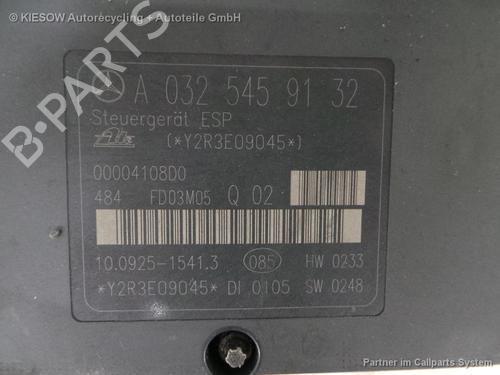 KIESOW Autorecycling + Autoteile GmbH
B-PARTS
A 032 545 91 32
Steuergerät ESP
Ate (*Y2R3E09045*)
00004108D0
484 FD03M05 Q 02
10.0925-1541.3 085 HW 0233
*Y2R3E09045* DI 0105 SW 0248
Partner im Callparts System